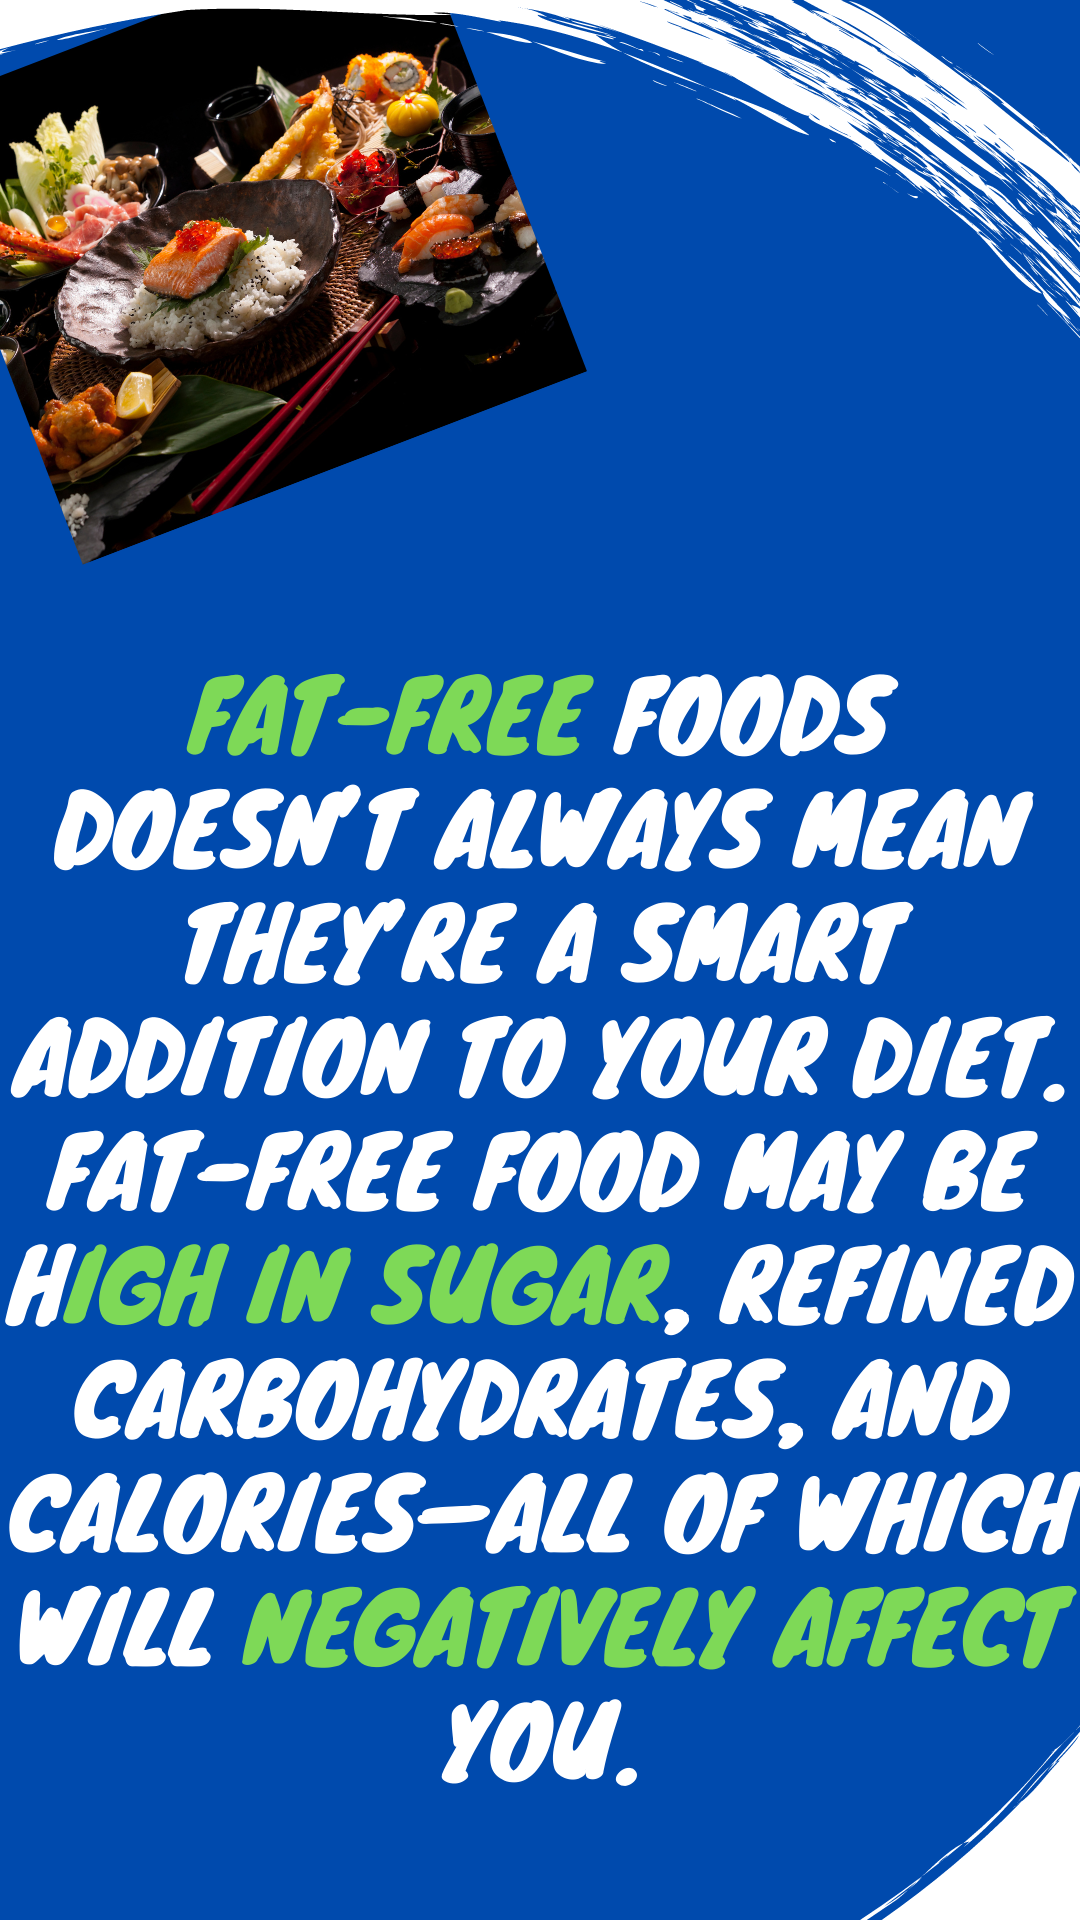 FAT-FREE FOODS
DOESN'T ALWAYS MEAN
THEY'RE A SMART
ADDITION TO YOUR DIET.
FAT-FREE FOOD MAY BE
HIGH IN SUGAR, REFINED
CARBOHYDRATES, AND
CALORIES—ALL OF WHICH
WILL NEGATIVELY AFFECT
YOU.